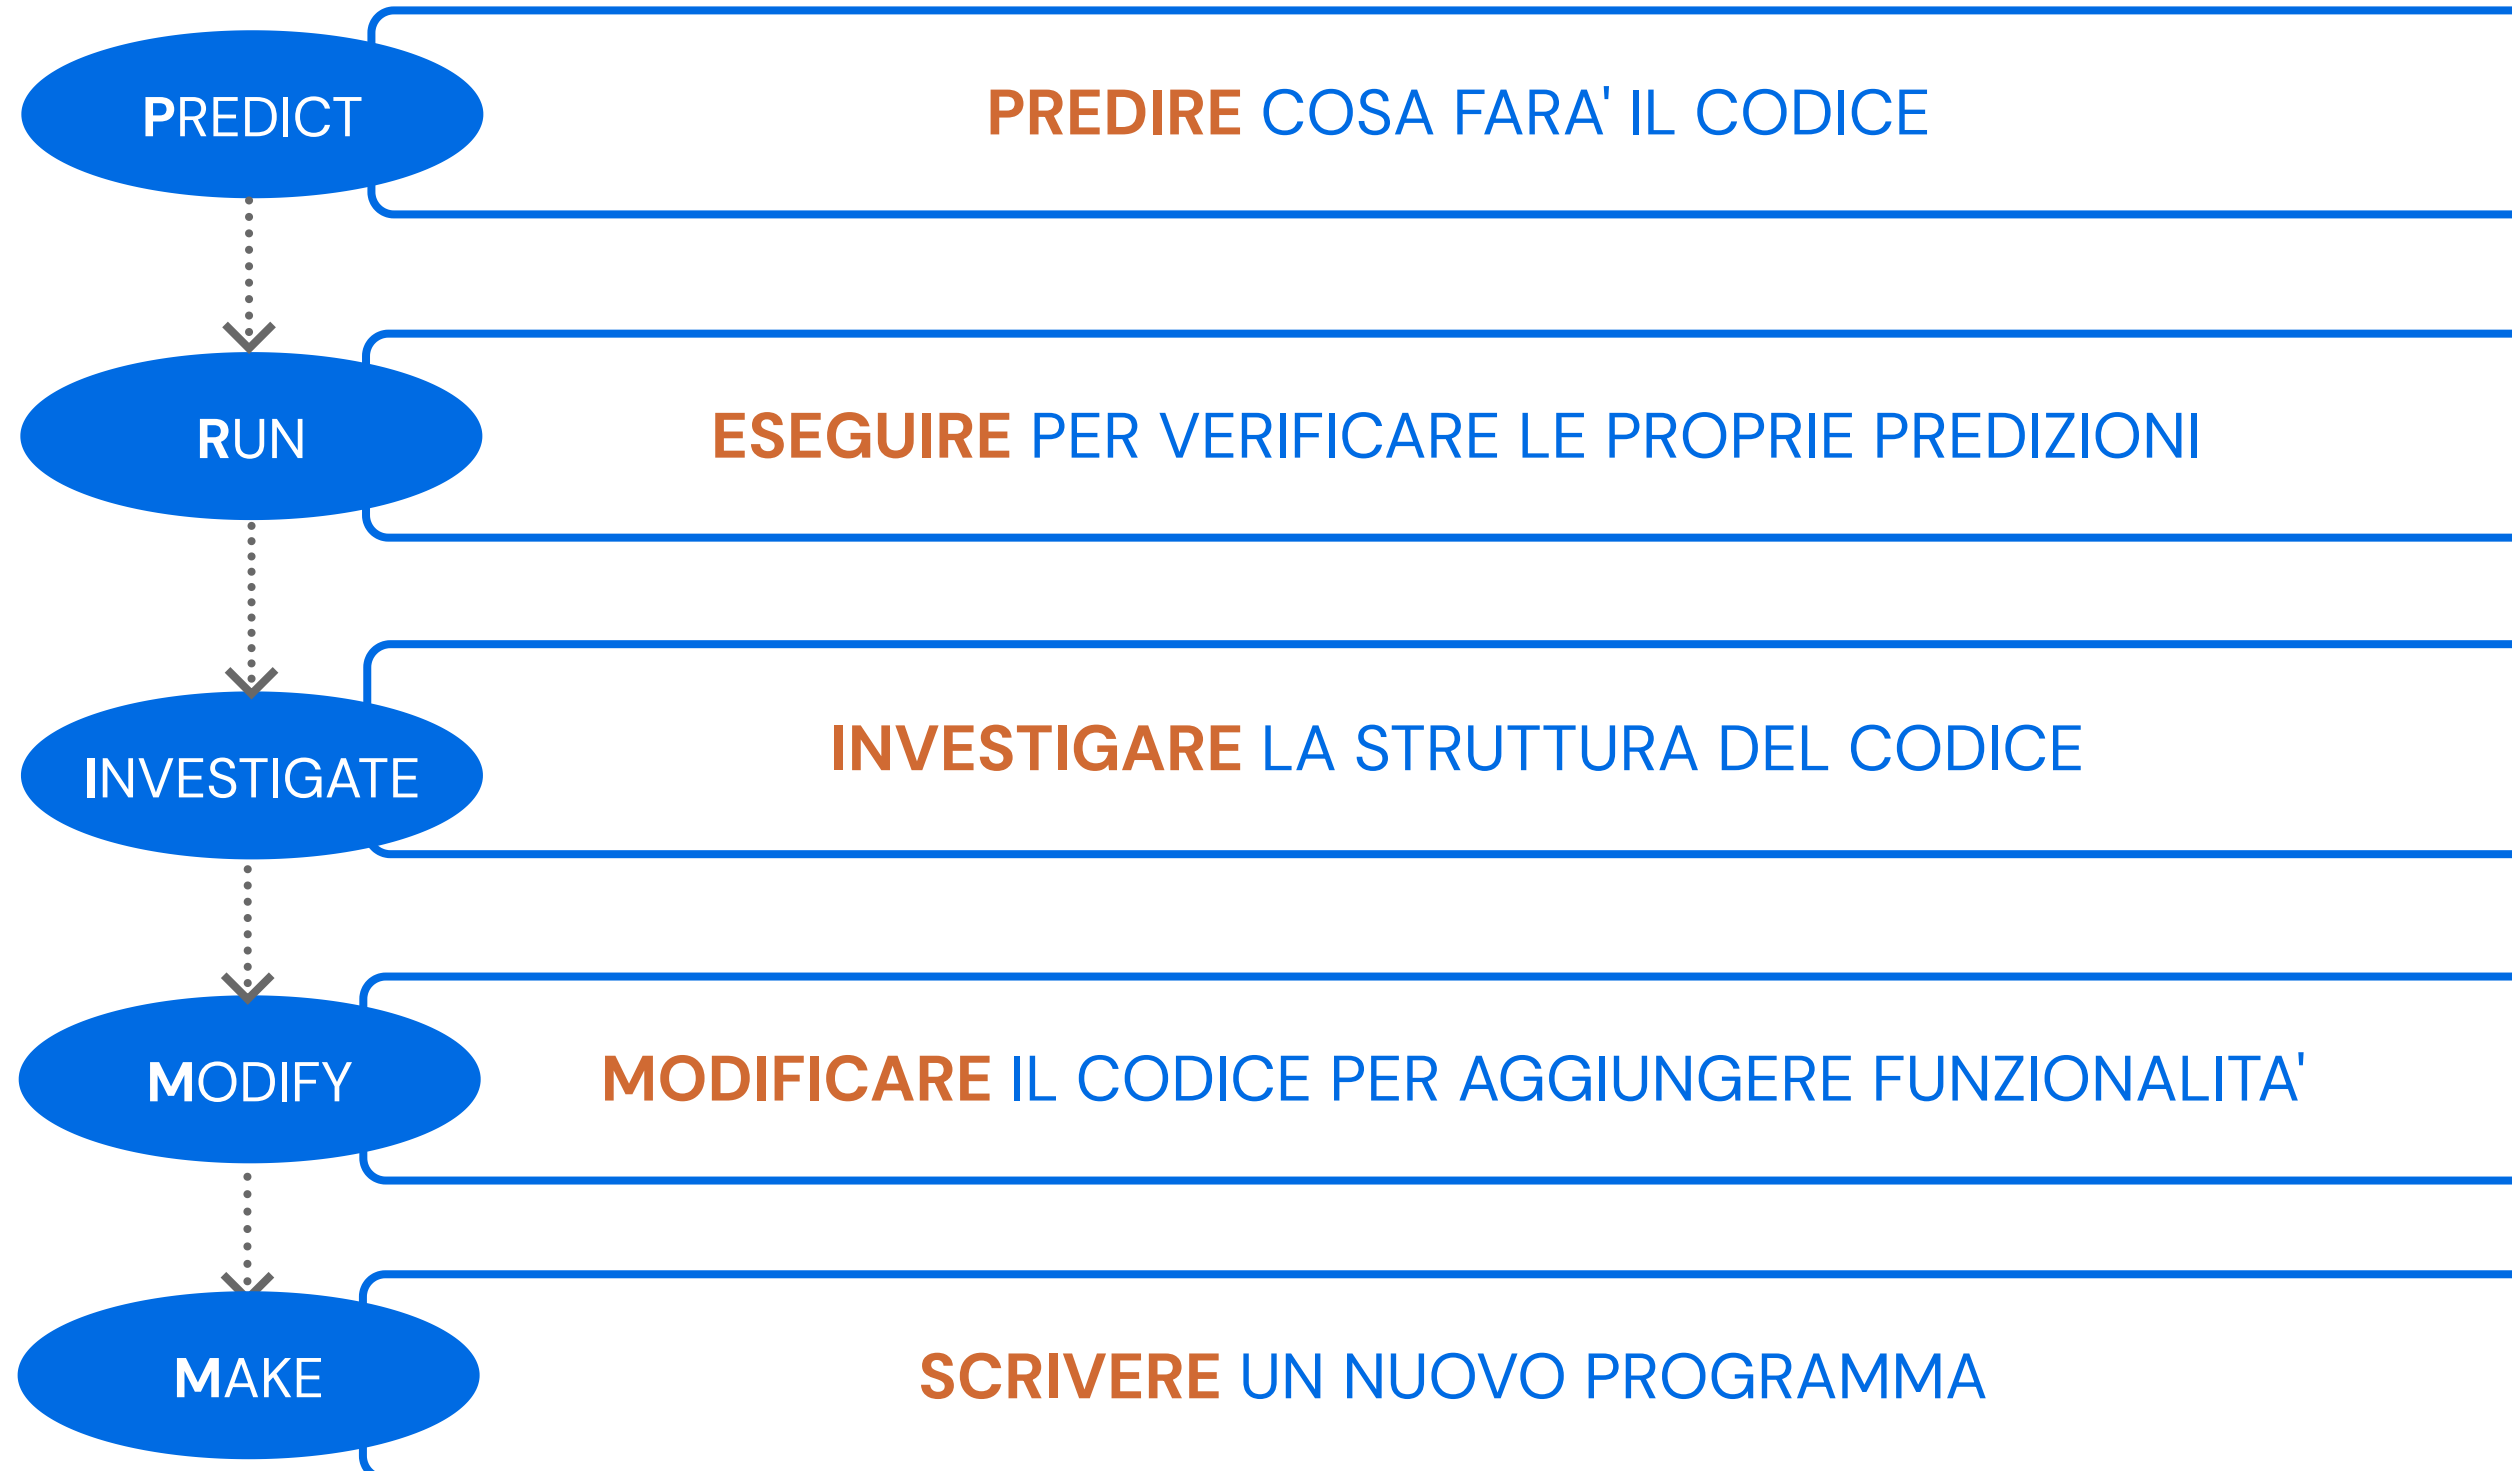 PREDICT
PREDIRE COSA FARA' IL CODICE
RUN
ESEGUIRE PER VERIFICARE LE PROPRIE PREDIZIONI
INVESTIGATE
INVESTIGARE LA STRUTTURA DEL CODICE
MODIFY
MODIFICARE IL CODICE PER AGGIUNGERE FUNZIONALITA'
MAKE
SCRIVERE UN NUOVO PROGRAMMA